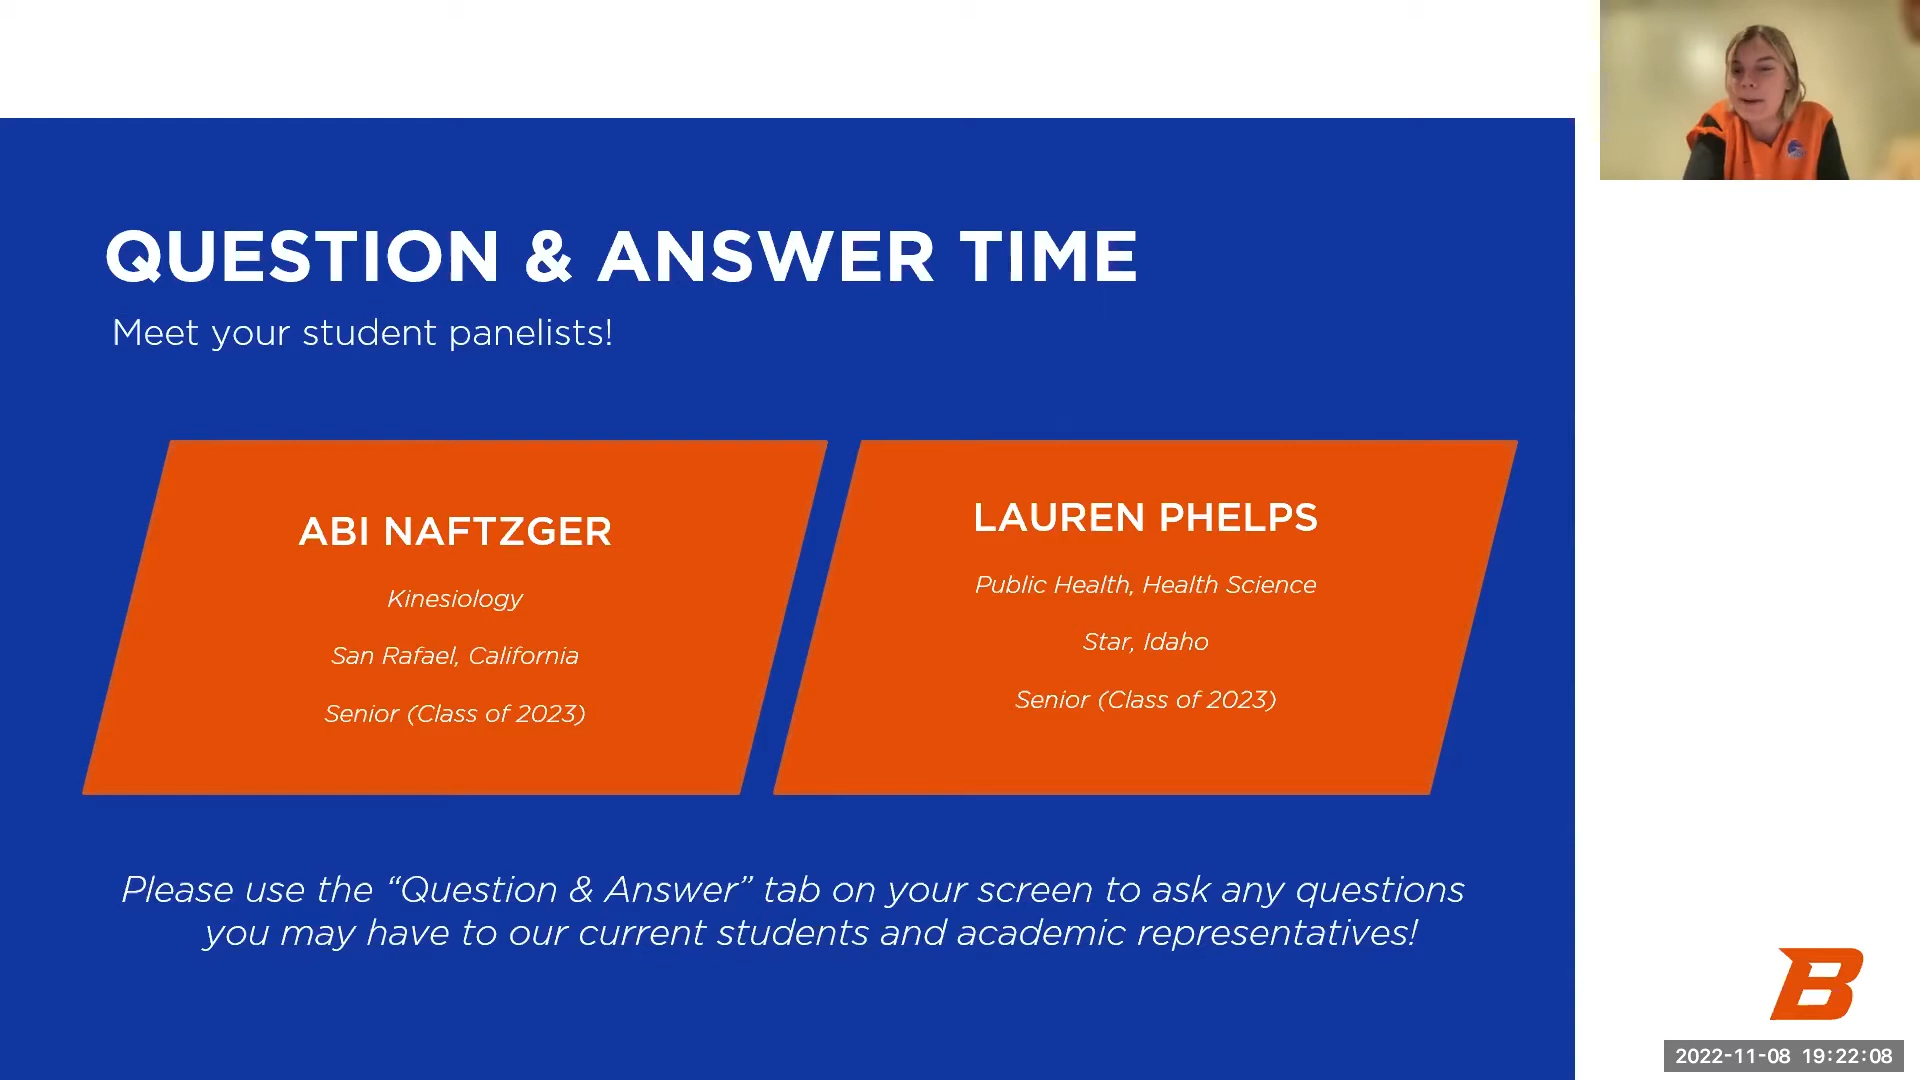 QUESTION & ANSWER TIME
Meet your student panelists!
ABI NAFTZGER
Kinesiology
San Rafael, California
Senior (Class of 2023)
LAUREN PHELPS
Public Health, Health Science
Star, Idaho
Senior (Class of 2023)
Please use the “Question & Answer” tab on your screen to ask any questions
you may have to our current students and academic representatives!
B
2022-11-08 19:22:08